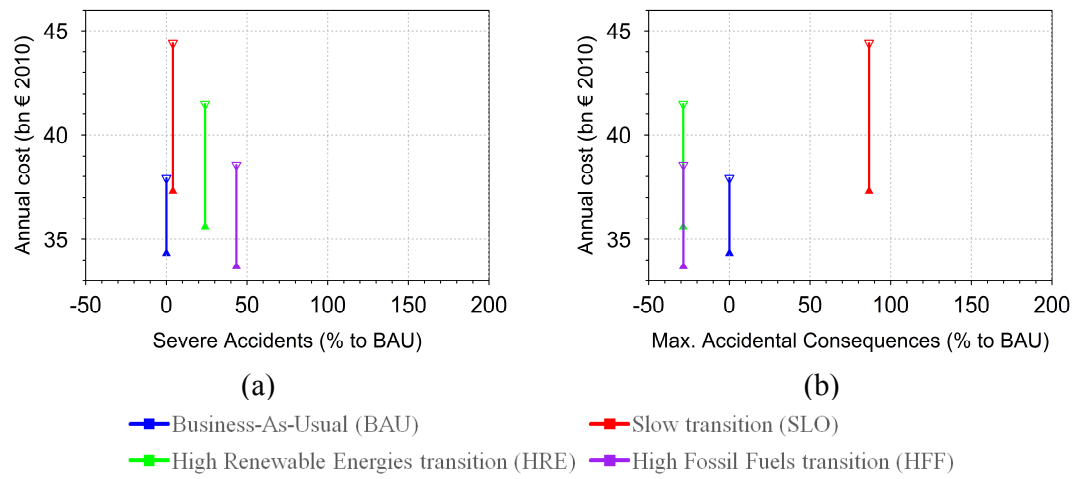 45
40
35
Annual cost (bn € 2010)
-50 0 50 100 150 200
Severe Accidents (% to BAU)
(a)
45
40
35
Annual cost (bn € 2010)
-50 0 50 100 150 200
Max. Accidental Consequences (% to BAU)
(b)
Business-As-Usual (BAU)
Slow transition (SLO)
High Renewable Energies transition (HRE)
High Fossil Fuels transition (HFF)